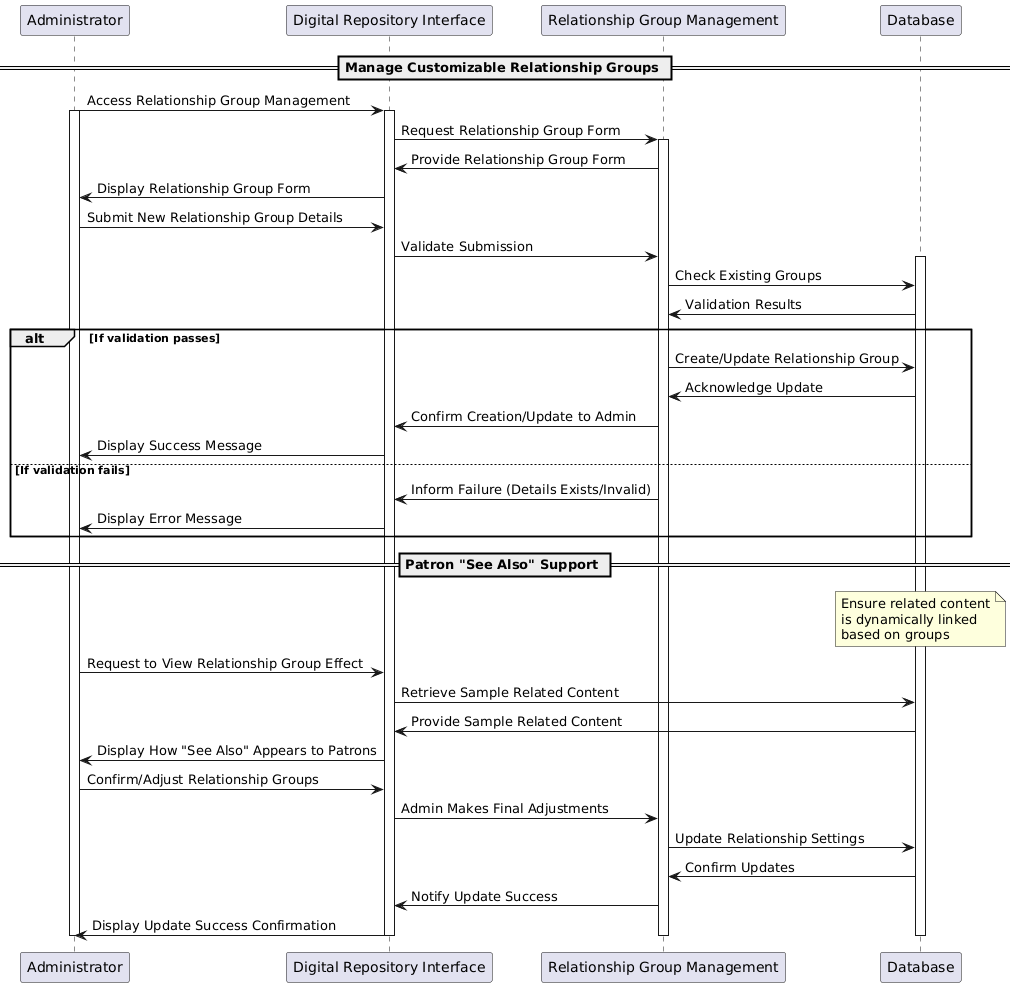 Administrator
Digital Repository Interface
Relationship Group Management
Database
Manage Customizable Relationship Groups
Access Relationship Group Management
Request Relationship Group Form
Provide Relationship Group Form
Display Relationship Group Form
Submit New Relationship Group Details
Validate Submission
Check Existing Groups
Validation Results
alt
[If validation passes]
Create/Update Relationship Group
Acknowledge Update
Confirm Creation/Update to Admin
Display Success Message
[If validation fails]
Inform Failure (Details Exists/Invalid)
Display Error Message
Patron "See Also" Support
Ensure related content
is dynamically linked
based on groups
Request to View Relationship Group Effect
Retrieve Sample Related Content
Provide Sample Related Content
Display How "See Also" Appears to Patrons
Confirm/Adjust Relationship Groups
Admin Makes Final Adjustments
Update Relationship Settings
Confirm Updates
Notify Update Success
Display Update Success Confirmation
Administrator
Digital Repository Interface
Relationship Group Management
Database